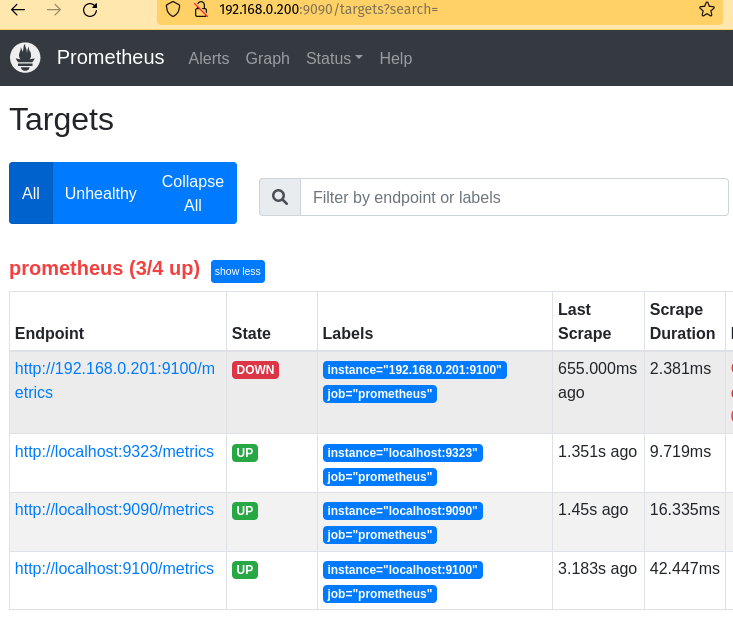 192.168.0.200:9090/targets?search=
Prometheus Alerts Graph Status Help
Targets
All Unhealthy Collapse All
Filter by endpoint or labels
prometheus (3/4 up) show less
Endpoint State Labels Last Scrape Scrape Duration
http://192.168.0.201:9100/metrics DOWN instance="192.168.0.201:9100" job="prometheus" 655.000ms ago 2.381ms
http://localhost:9323/metrics UP instance="localhost:9323" job="prometheus" 1.351s ago 9.719ms
http://localhost:9090/metrics UP instance="localhost:9090" job="prometheus" 1.45s ago 16.335ms
http://localhost:9100/metrics UP instance="localhost:9100" job="prometheus" 3.183s ago 42.447ms